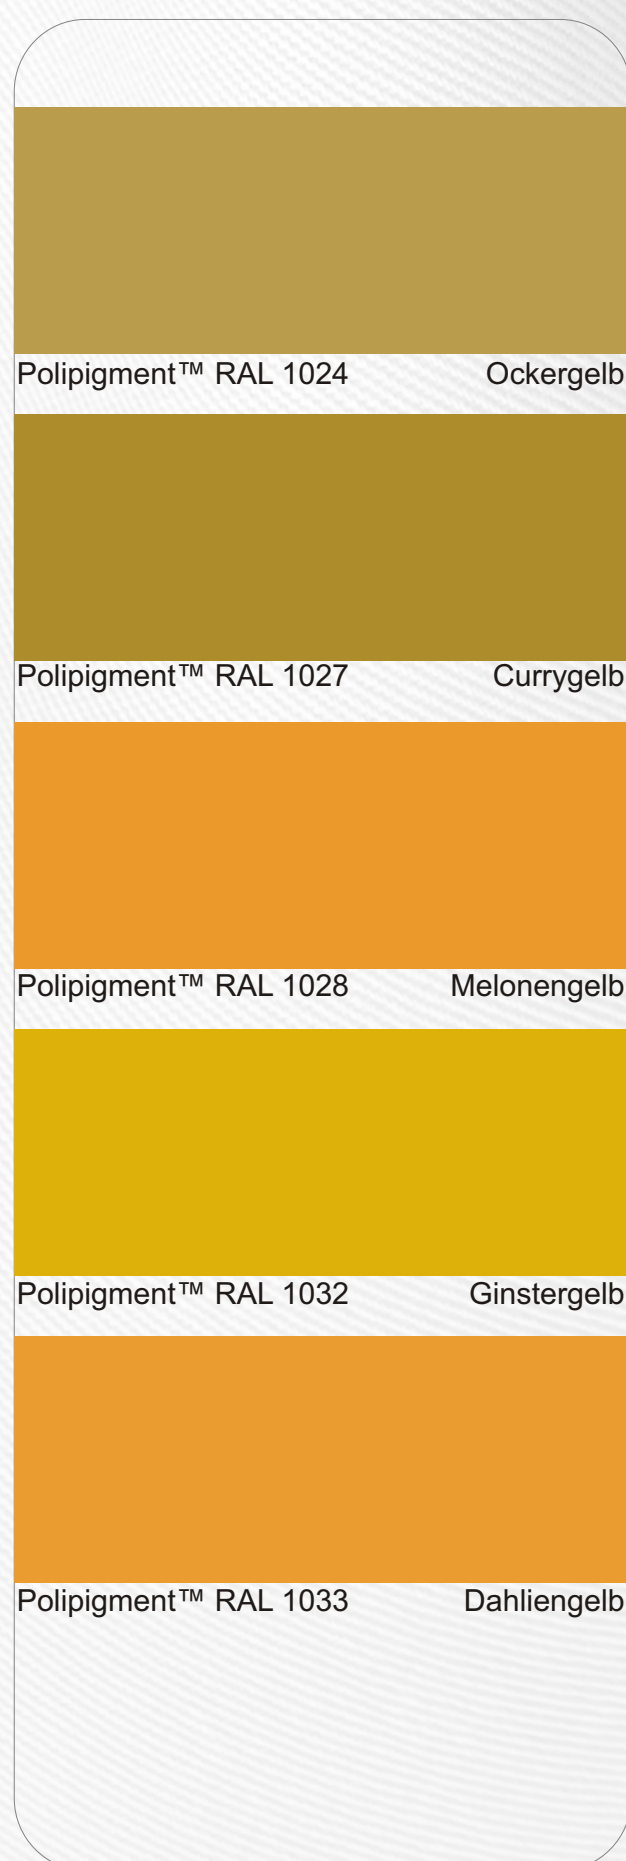 Polipigment™ RAL 1024 Ockergelb
Polipigment™ RAL 1027 Currygelb
Polipigment™ RAL 1028 Melonengelb
Polipigment™ RAL 1032 Ginstergelb
Polipigment™ RAL 1033 Dahliengelb